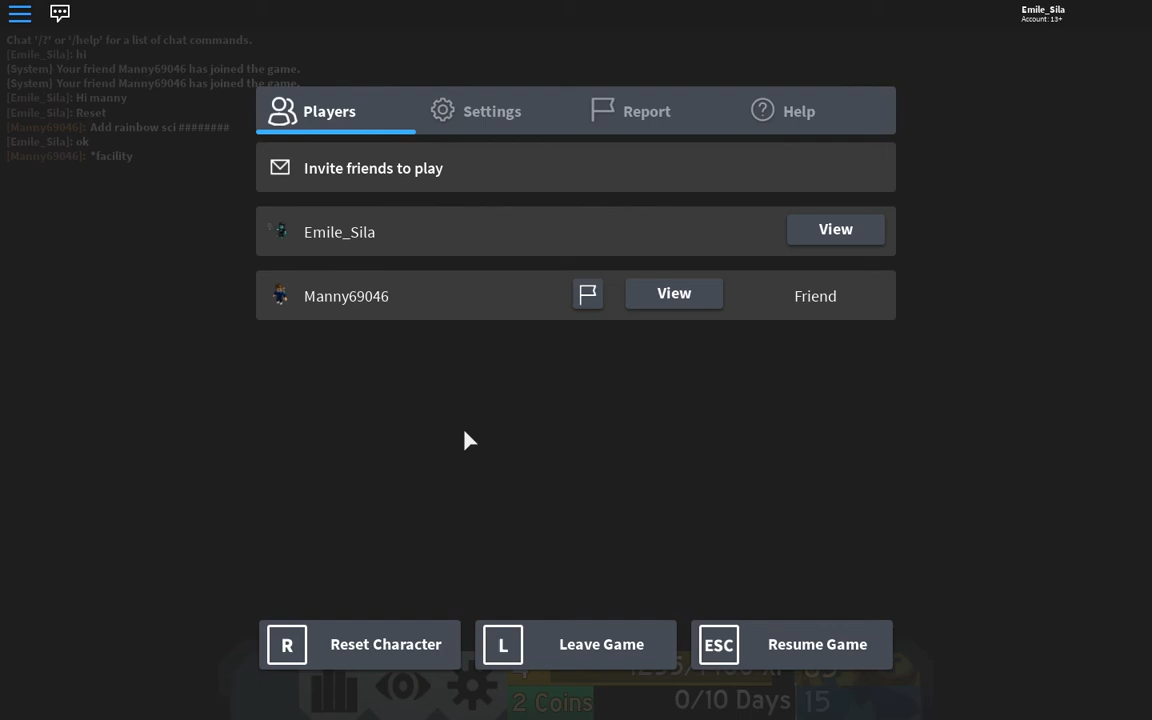 Emile_Sila
Account: 13+
Chat '/?' or '/help' for a list of chat commands.
[Emile_Sila]: hi
{System} Your friend Manny69046 has joined the game.
{System} Your friend Manny69046 has joined the game.
[Emile_Sila]: Hi manny
[Emile_Sila]: Reset
[Manny69046]: Add rainbow sci ########
[Emile_Sila]: ok
[Manny69046]: *facility
Players
Settings
Report
Help
Invite friends to play
Emile_Sila
View
Manny69046
View
Friend
R Reset Character
L Leave Game
ESC Resume Game
2 Coins
0/10 Days
15